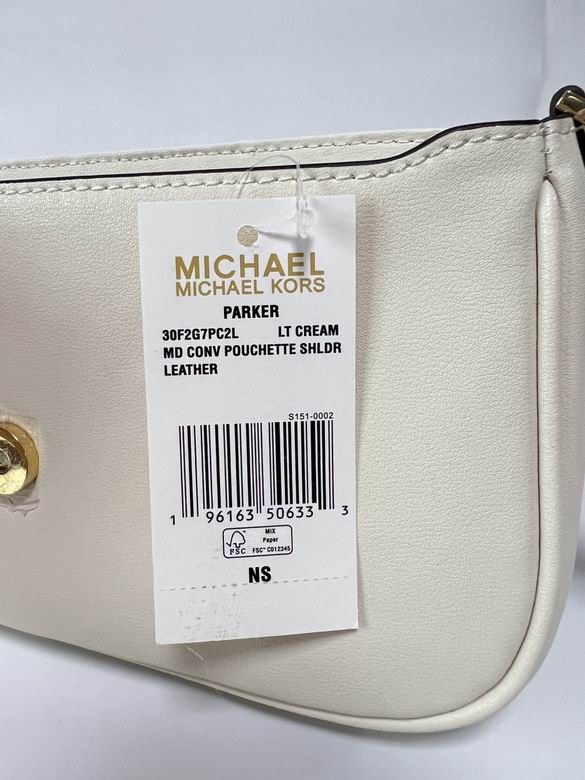 MICHAEL
MICHAEL KORS
PARKER
30F2G7PC2L LT CREAM
MD CONV POUCHETTE SHLDR
LEATHER
S151-0002
1 96163 50633 3
FSC
MIX
Paper
FSC™ C012345
NS